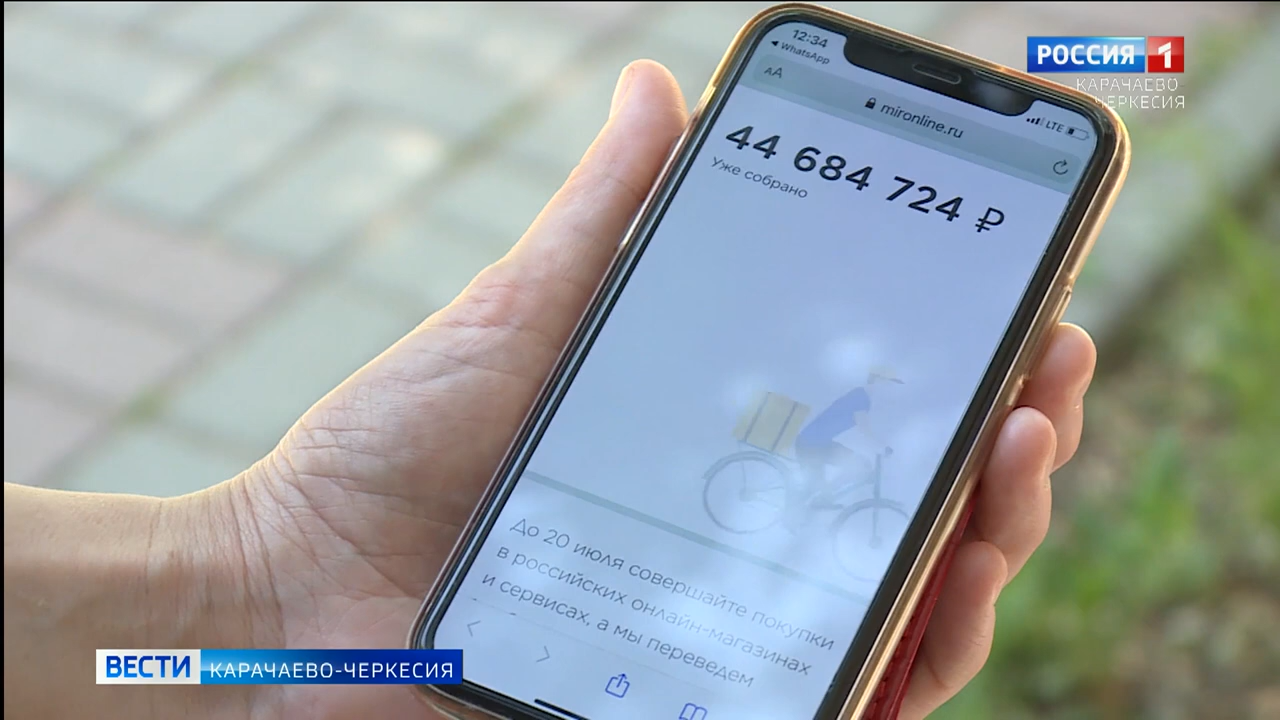 12:34
WhatsApp
LTE
AA
mironline.ru
44 684 724 ₽
Уже собрано
До 20 июля совершайте покупки
в российских онлайн-магазинах
и сервисах, а мы переведем
РОССИЯ 1
КАРАЧАЕВО
ЧЕРКЕСИЯ
ВЕСТИ КАРАЧАЕВО-ЧЕРКЕСИЯ